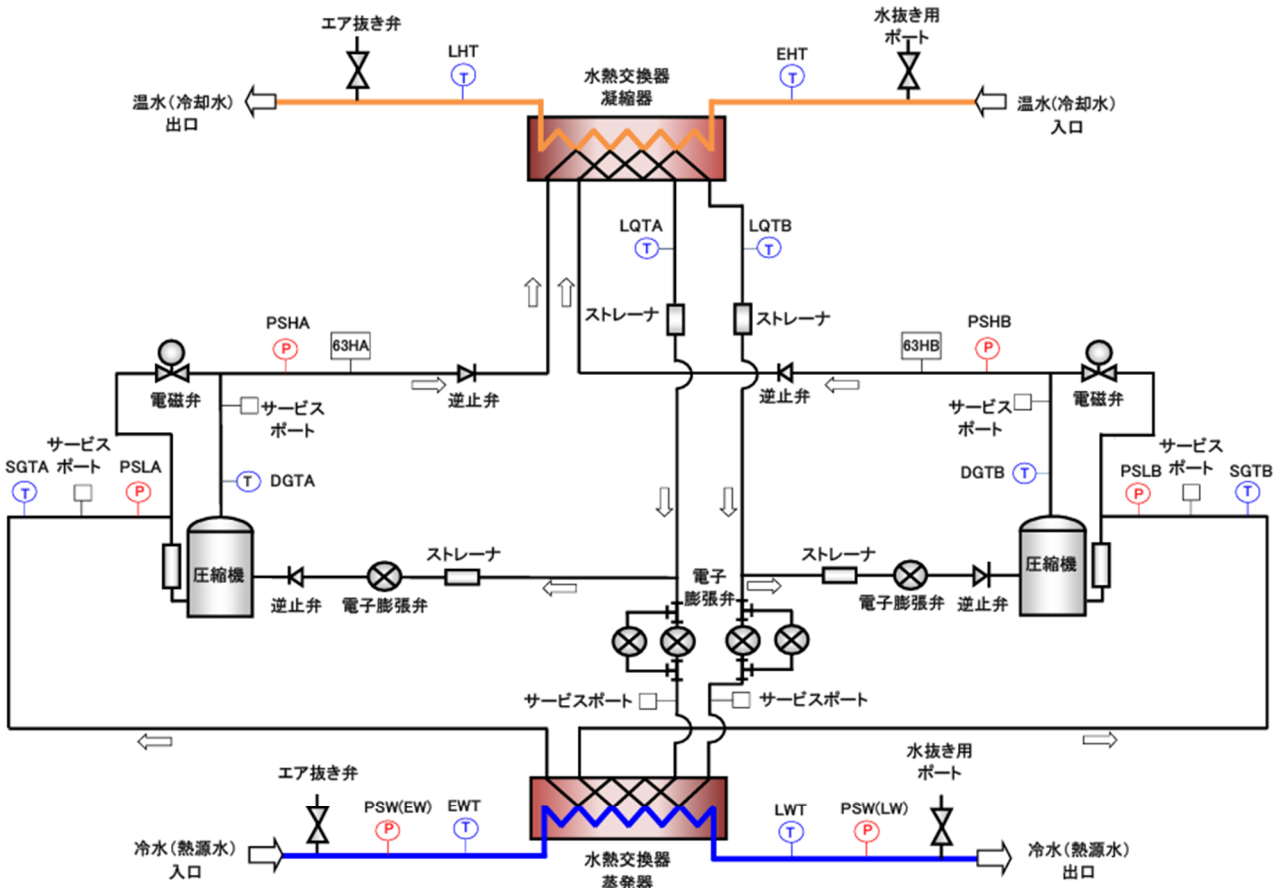 エア抜き弁
水抜き用
ポート
LHT
T
EHT
T
水熱交換器
凝縮器
温水(冷却水)
出口
温水(冷却水)
入口
LQTA
T
LQTB
T
ストレーナ
ストレーナ
PSHA
P
63HA
63HB
PSHB
P
電磁弁
サービス
ポート
逆止弁
逆止弁
サービス
ポート
電磁弁
サービス
ポート
SGTA
T
PSLA
P
T
DGTA
DGTB
T
サービス
ポート
PSLB
P
SGTB
T
圧縮機
逆止弁
電子膨張弁
ストレーナ
電子
膨張弁
ストレーナ
電子膨張弁
逆止弁
圧縮機
サービスポート
サービスポート
エア抜き弁
PSW(EW)
P
EWT
T
LWT
T
PSW(LW)
P
水抜き用
ポート
冷水(熱源水)
入口
水熱交換器
蒸発器
冷水(熱源水)
出口